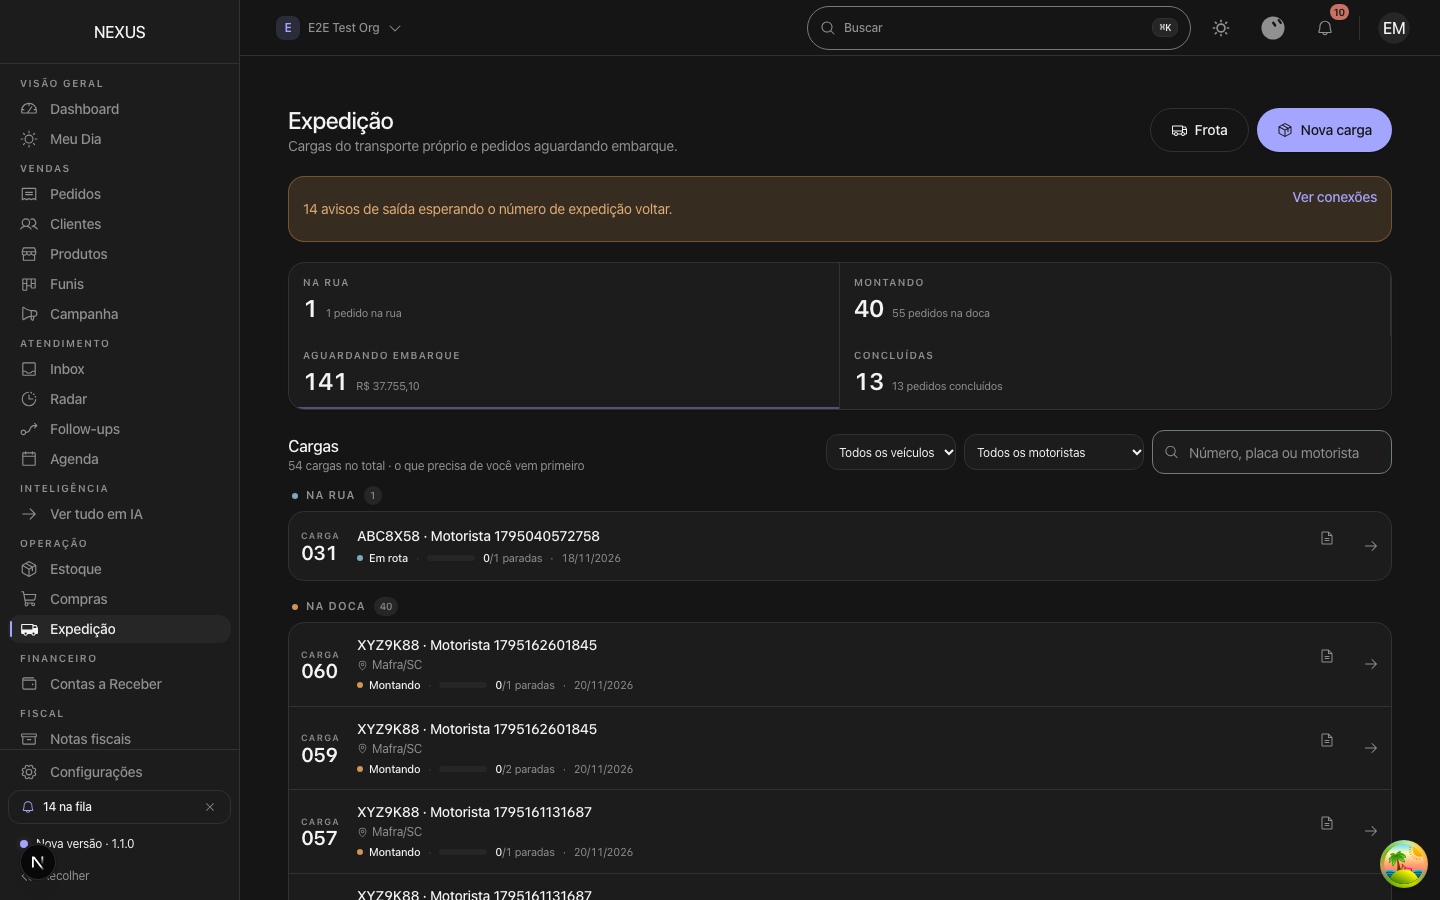 NEXUS
E
E2E Test Org
Buscar
⌘K
10
EM
VISÃO GERAL
Dashboard
Meu Dia
VENDAS
Pedidos
Clientes
Produtos
Funis
Campanha
ATENDIMENTO
Inbox
Radar
Follow-ups
Agenda
INTELIGÊNCIA
Ver tudo em IA
OPERAÇÃO
Estoque
Compras
Expedição
FINANCEIRO
Contas a Receber
FISCAL
Notas fiscais
Configurações
14 na fila
Nova versão · 1.1.0
N
ecolher
Expedição
Cargas do transporte próprio e pedidos aguardando embarque.
Frota
Nova carga
14 avisos de saída esperando o número de expedição voltar.
Ver conexões
NA RUA
1 1 pedido na rua
MONTANDO
40 55 pedidos na doca
AGUARDANDO EMBARQUE
141 R$ 37.755,10
CONCLUÍDAS
13 13 pedidos concluídos
Cargas
54 cargas no total · o que precisa de você vem primeiro
Todos os veículos
Todos os motoristas
Número, placa ou motorista
NA RUA 1
CARGA
031
ABC8X58 · Motorista 1795040572758
Em rota · 0/1 paradas · 18/11/2026
NA DOCA 40
CARGA
060
XYZ9K88 · Motorista 1795162601845
Mafra/SC
Montando · 0/1 paradas · 20/11/2026
CARGA
059
XYZ9K88 · Motorista 1795162601845
Mafra/SC
Montando · 0/2 paradas · 20/11/2026
CARGA
057
XYZ9K88 · Motorista 1795161131687
Mafra/SC
Montando · 0/1 paradas · 20/11/2026
XYZ9K88 · Motorista 1795161131687